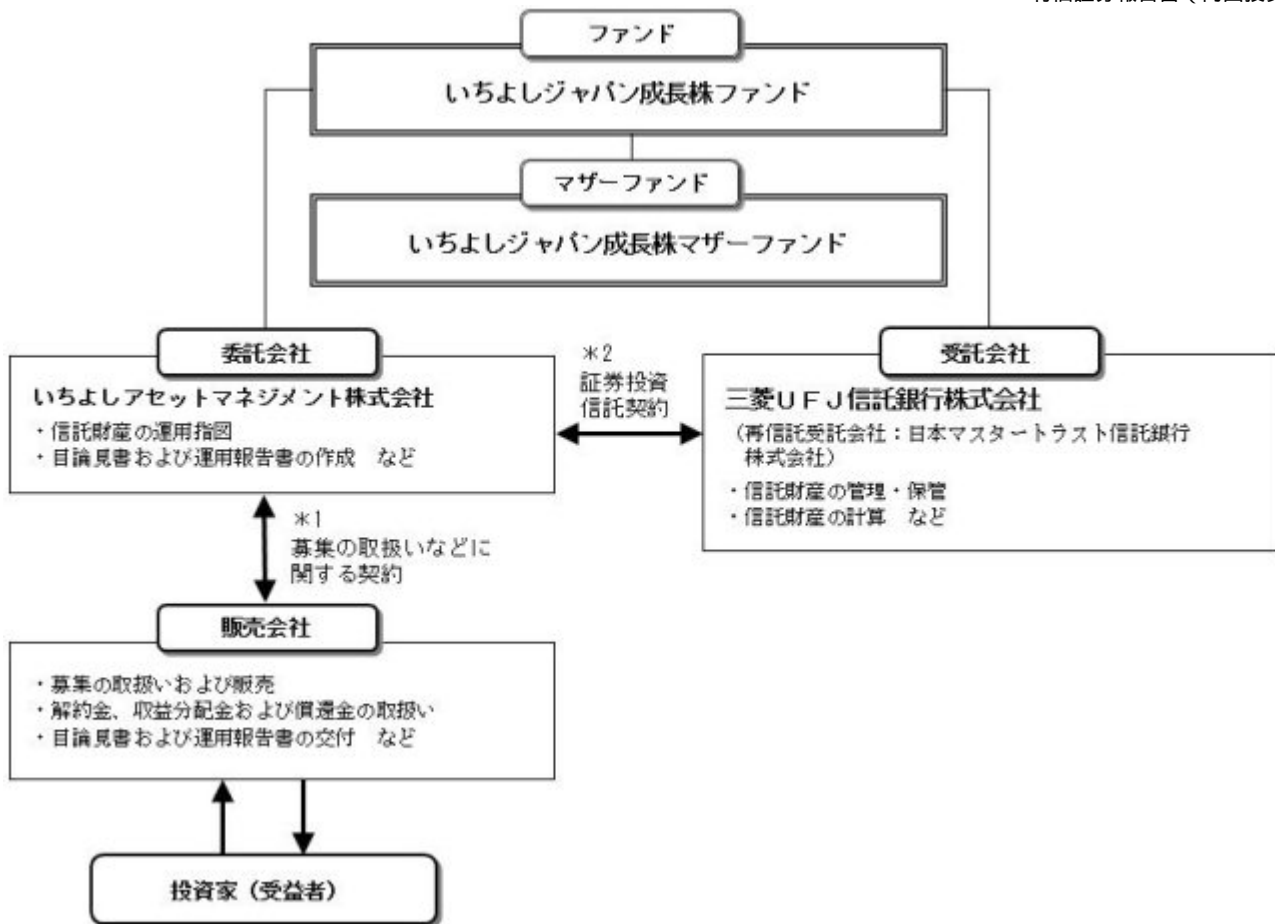 ファンド
いちよしジャパン成長株ファンド
マザーファンド
いちよしジャパン成長株マザーファンド
委託会社
いちよしアセットマネジメント株式会社
・信託財産の運用指図
・目論見書および運用報告書の作成 など
*2
証券投資
信託契約
受託会社
三菱UFJ信託銀行株式会社
(再信託受託会社:日本マスタートラスト信託銀行
株式会社)
・信託財産の管理・保管
・信託財産の計算 など
*1
募集の取扱いなどに
関する契約
販売会社
・募集の取扱いおよび販売
・解約金、収益分配金および償還金の取扱い
・目論見書および運用報告書の交付 など
投資家(受益者)